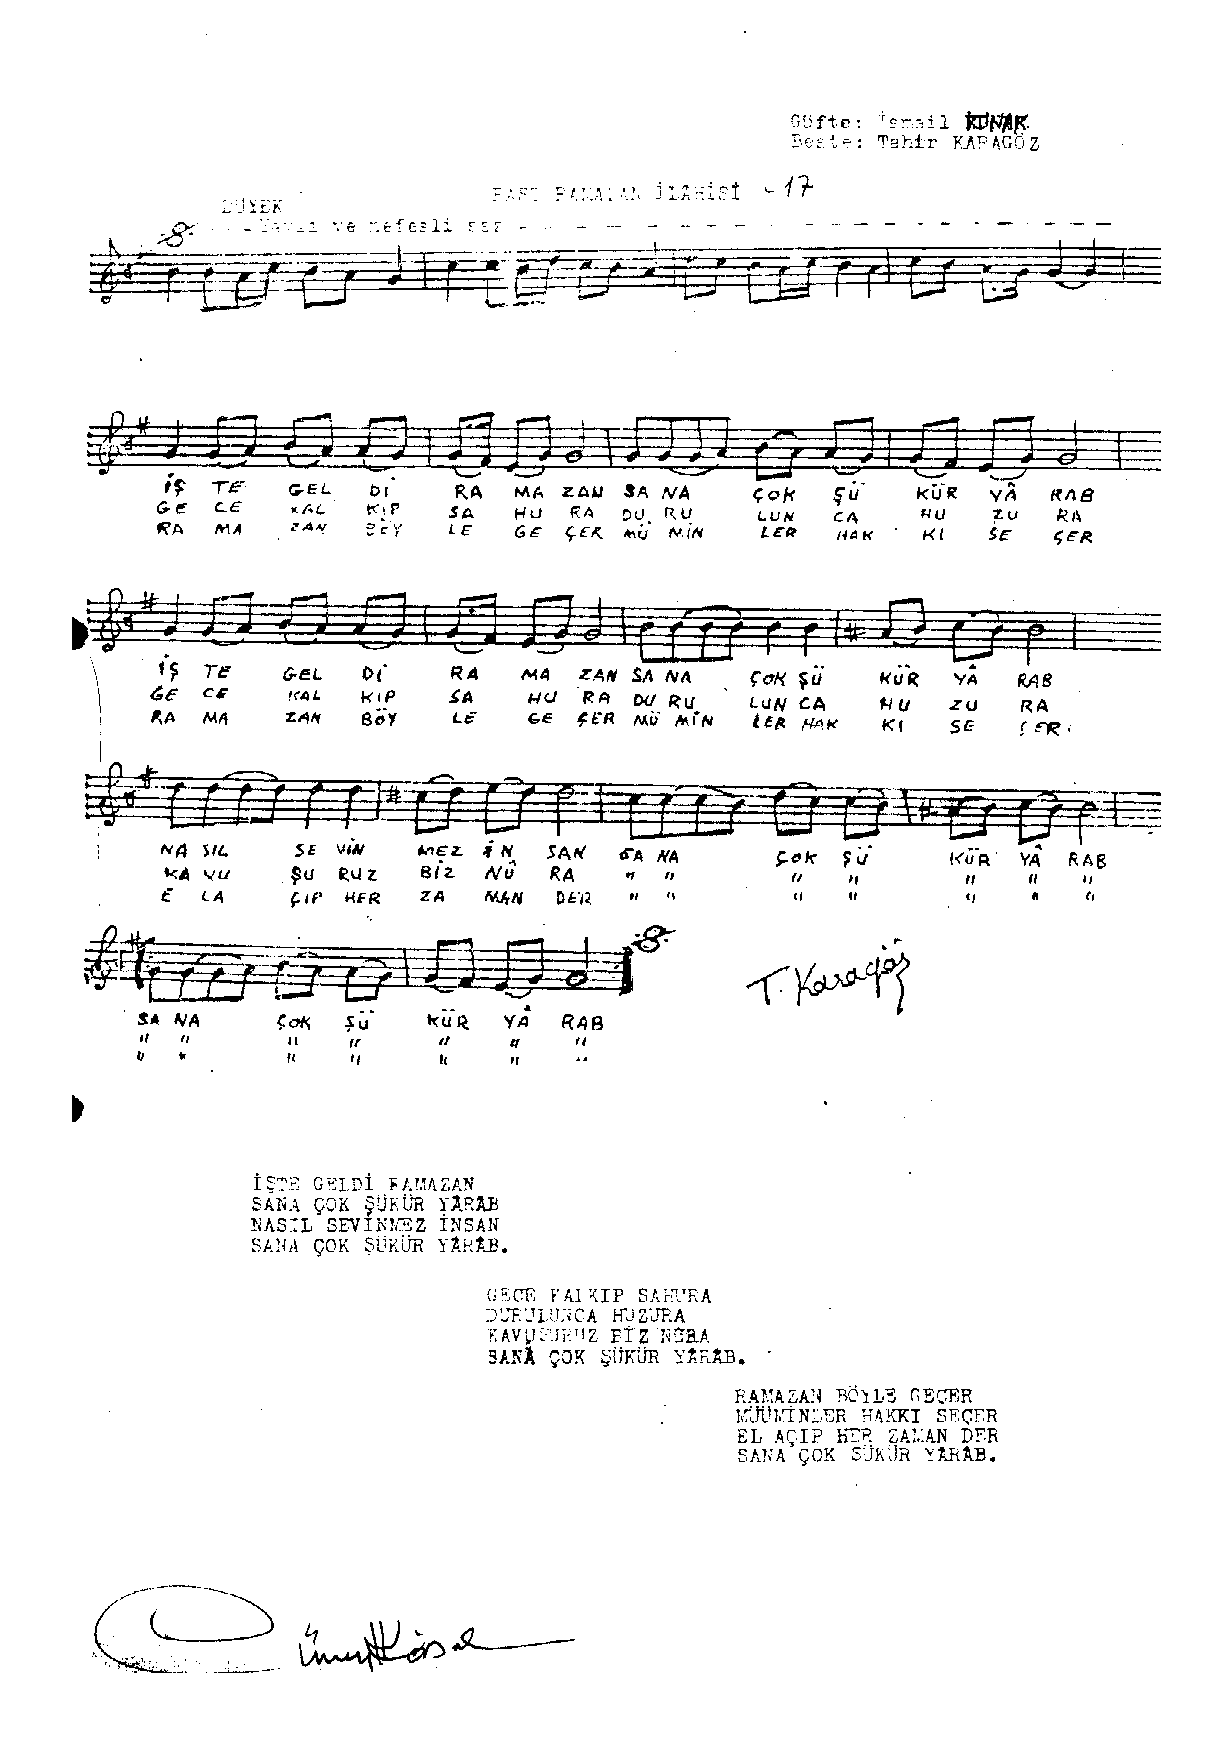 Güfte: İsmail KUNAK
Beste: Tahir KARAGÖZ
RAST RAMAZAN İLAHİSİ - 17
DÜYEK
ve nefesli saz
İŞ TE GEL Dİ RA MA ZAN SA NA ÇOK ŞÜ KÜR YÂ RAB
GE CE KAL KIP SA HU RA DU RU LUN CA HU ZU RA
RA MA ZAN BÖY LE GE ÇER MÜ MİN LER HAK KI SE ÇER
İŞ TE GEL Dİ RA MA ZAN SA NA ÇOK ŞÜ KÜR YÂ RAB
GE CE KAL KIP SA HU RA DU RU LUN CA HU ZU RA
RA MA ZAN BÖY LE GE ÇER MÜ MİN LER HAK KI SE ÇER
NA SIL SE VİN MEZ İN SAN SA NA ÇOK ŞÜ KÜR YÂ RAB
KA VU ŞU RUZ BİZ NÛ RA " " " " " " "
E LA ÇIP HER ZA MAN DER " " " " " " "
SA NA ÇOK ŞÜ KÜR YÂ RAB
" " " " " " "
" " " " " " "
T. Karagöz
İŞTE GELDİ RAMAZAN
SANA ÇOK ŞÜKÜR YÂRÂB
NASIL SEVİNMEZ İNSAN
SANA ÇOK ŞÜKÜR YÂRÂB.
GECE KALKIP SAHURA
DURULUNCA HUZURA
KAVUŞURUZ BİZ NÛRA
SANA ÇOK ŞÜKÜR YÂRÂB.
RAMAZAN BÖYLE GEÇER
MÜÜMİNLER HAKKI SEÇER
EL AÇIP HER ZAMAN DER
SANA ÇOK ŞÜKÜR YÂRÂB.